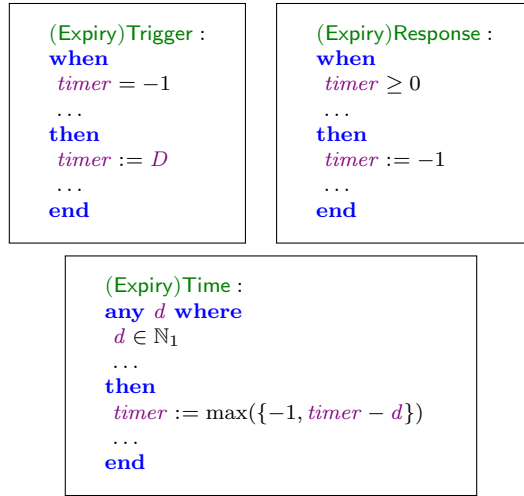 (Expiry)Trigger :
when
timer = −1
...
then
timer := D
...
end
(Expiry)Response :
when
timer ≥ 0
...
then
timer := −1
...
end
(Expiry)Time :
any d where
d ∈ ℕ₁
...
then
timer := max({−1, timer − d})
...
end